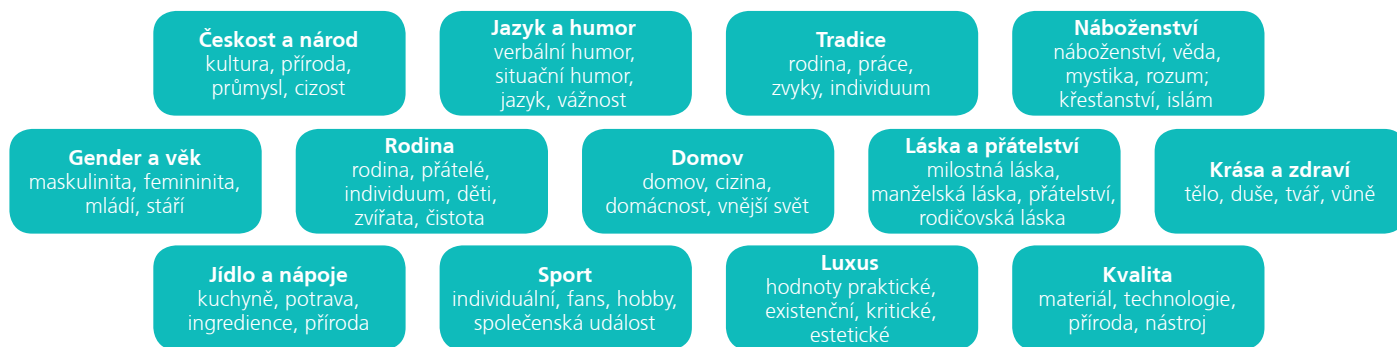 Českost a národ
kultura, příroda,
průmysl, cizost
Jazyk a humor
verbální humor,
situační humor,
jazyk, vážnost
Tradice
rodina, práce,
zvyky, individuum
Náboženství
náboženství, věda,
mystika, rozum;
křesťanství, islám
Gender a věk
maskulinita, femininita,
mládí, stáří
Rodina
rodina, přátelé,
individuum, děti,
zvířata, čistota
Domov
domov, cizina,
domácnost, vnější svět
Láska a přátelství
milostná láska,
manželská láska, přátelství,
rodičovská láska
Krása a zdraví
tělo, duše, tvář, vůně
Jídlo a nápoje
kuchyně, potrava,
ingredience, příroda
Sport
individuální, fans, hobby,
společenská událost
Luxus
hodnoty praktické,
existenční, kritické,
estetické
Kvalita
materiál, technologie,
příroda, nástroj